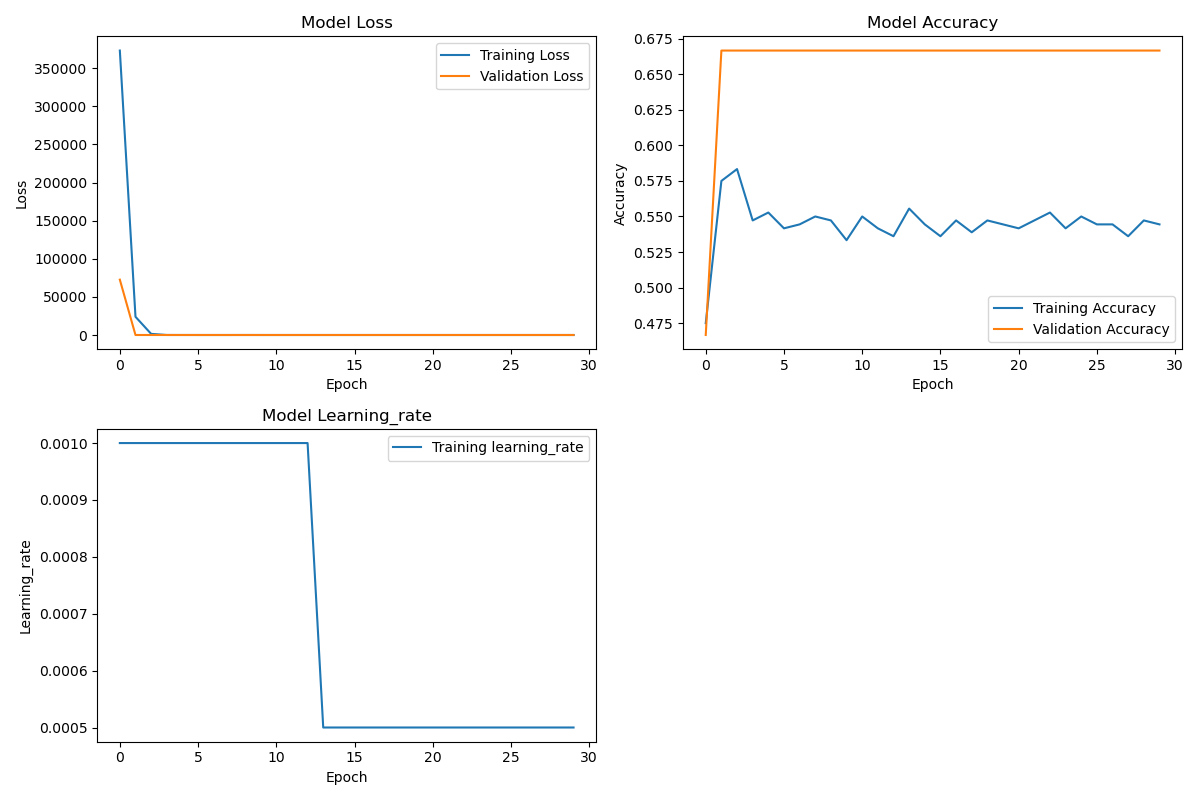 Model Loss
Training Loss
Validation Loss
Loss
350000
300000
250000
200000
150000
100000
50000
0
0 5 10 15 20 25 30
Epoch
Model Accuracy
Accuracy
0.675
0.650
0.625
0.600
0.575
0.550
0.525
0.500
0.475
Training Accuracy
Validation Accuracy
0 5 10 15 20 25 30
Epoch
Model Learning_rate
Training learning_rate
Learning_rate
0.0010
0.0009
0.0008
0.0007
0.0006
0.0005
0 5 10 15 20 25 30
Epoch